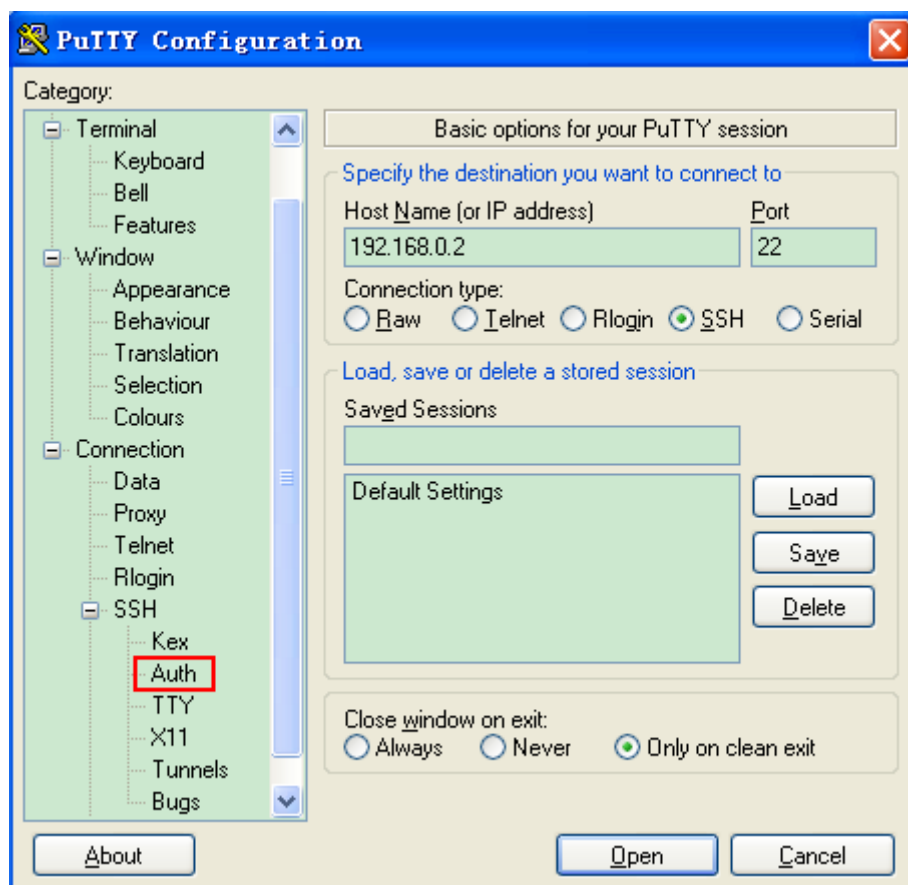 PuTTY Configuration
Category:
Terminal
Keyboard
Bell
Features
Window
Appearance
Behaviour
Translation
Selection
Colours
Connection
Data
Proxy
Telnet
Rlogin
SSH
Kex
Auth
TTY
X11
Tunnels
Bugs
Basic options for your PuTTY session
Specify the destination you want to connect to
Host Name (or IP address) Port
192.168.0.2 22
Connection type:
Raw Telnet Rlogin SSH Serial
Load, save or delete a stored session
Saved Sessions
Default Settings
Load
Save
Delete
Close window on exit:
Always Never Only on clean exit
About Open Cancel